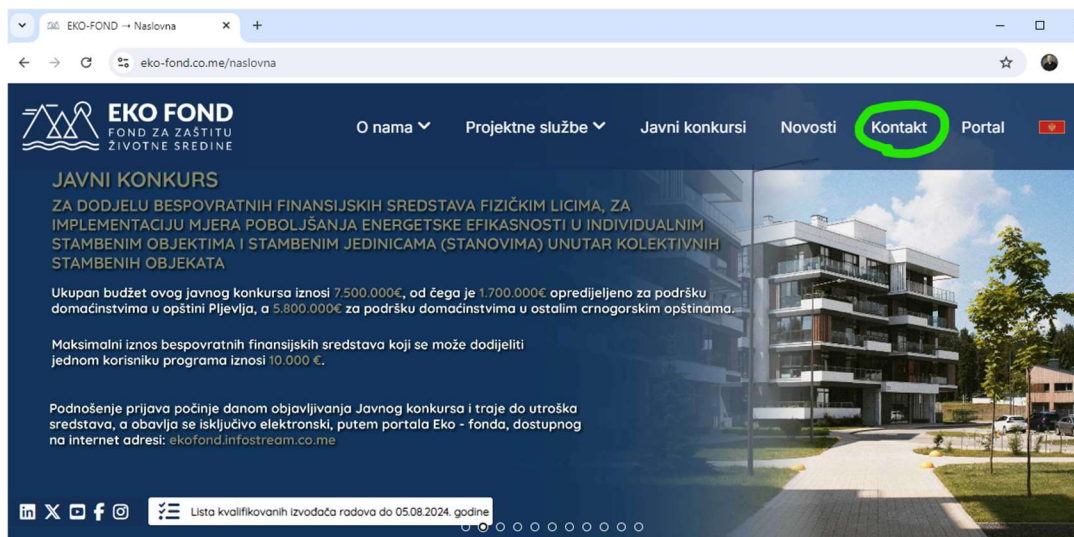 EKO-FOND → Naslovna
eko-fond.co.me/naslovna
EKO FOND
FOND ZA ZAŠTITU
ŽIVOTNE SREDINE
O nama
Projektne službe
Javni konkursi
Novosti
Kontakt
Portal
JAVNI KONKURS
ZA DODJELU BESPOVRATNIH FINANSIJSKIH SREDSTAVA FIZIČKIM LICIMA, ZA
IMPLEMENTACIJU MJERA POBOLJŠANJA ENERGETSKE EFIKASNOSTI U INDIVIDUALNIM
STAMBENIM OBJEKTIMA I STAMBENIM JEDINICAMA (STANOVIMA) UNUTAR KOLEKTIVNIH
STAMBENIH OBJEKATA
Ukupan budžet ovog javnog konkursa iznosi 7.500.000€, od čega je 1.700.000€ opredijeljeno za podršku
domaćinstvima u opštini Pljevlja, a 5.800.000€ za podršku domaćinstvima u ostalim crnogorskim opštinama.
Maksimalni iznos bespovratnih finansijskih sredstava koji se može dodijeliti
jednom korisniku programa iznosi 10.000 €.
Podnošenje prijava počinje danom objavljivanja Javnog konkursa i traje do utroška
sredstava, a obavlja se isključivo elektronski, putem portala Eko - fonda, dostupnog
na internet adresi: ekofond.infostream.co.me
Lista kvalifikovanih izvođača radova do 05.08.2024. godine